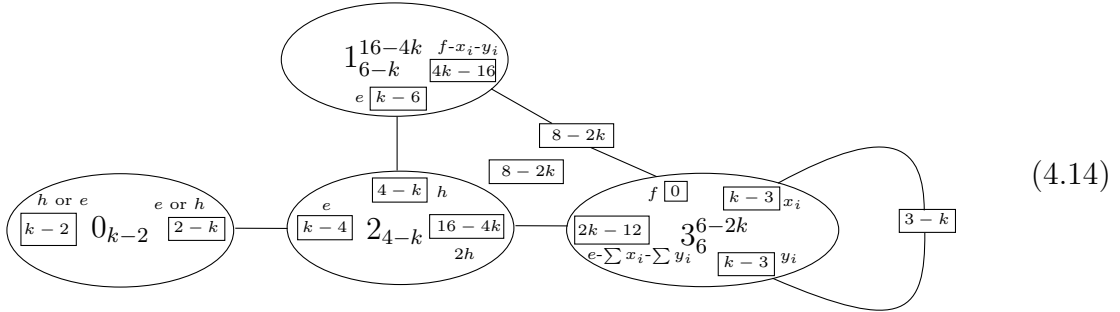 1^{16-4k}_{6-k} f-x_i-y_i
4k − 16
e k − 6
8 − 2k
8 − 2k
(4.14)
4 − k h
f 0
k − 3 x_i
h or e
e or h
e
k − 2 0_{k-2} 2 − k
k − 4 2_{4-k} 16 − 4k
2h
2k − 12 3^{6-2k}_6
3 − k
e-∑ x_i-∑ y_i
k − 3 y_i